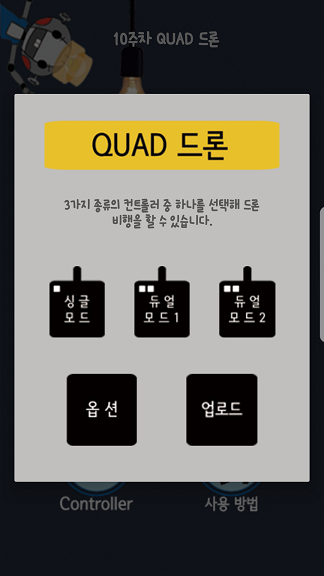 10주차 QUAD 드론
QUAD 드론
3가지 종류의 컨트롤러 중 하나를 선택해 드론
비행을 할 수 있습니다.
싱글
모드
듀얼
모드1
듀얼
모드2
옵션
업로드
Controller
사용 방법